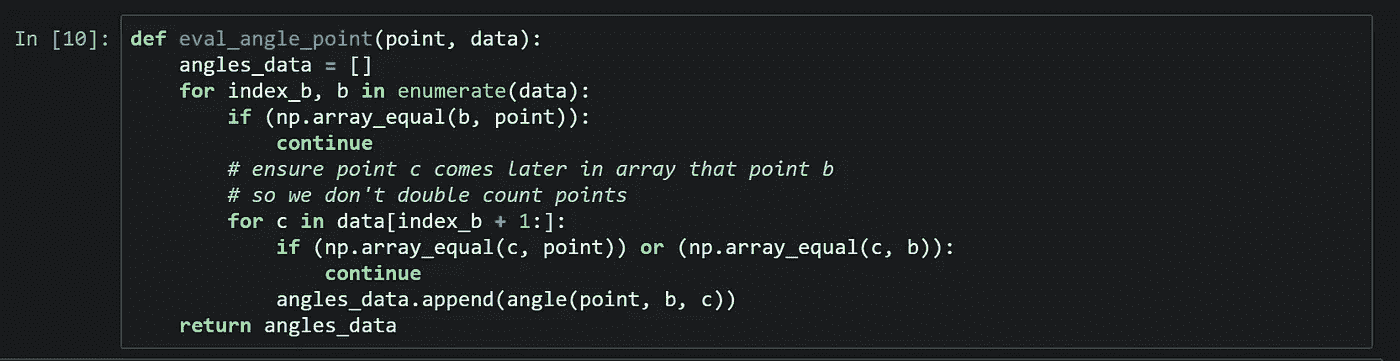 In [10]: def eval_angle_point(point, data):
    angles_data = []
    for index_b, b in enumerate(data):
        if (np.array_equal(b, point)):
            continue
        # ensure point c comes later in array that point b
        # so we don't double count points
        for c in data[index_b + 1:]:
            if (np.array_equal(c, point)) or (np.array_equal(c, b)):
                continue
            angles_data.append(angle(point, b, c))
    return angles_data